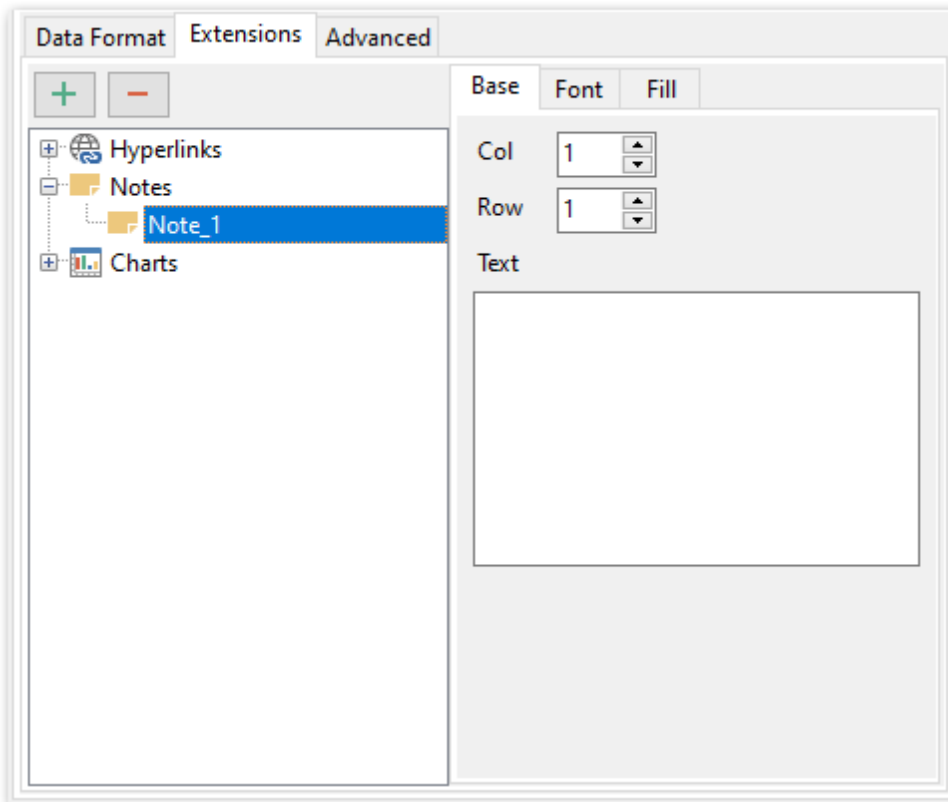 Data Format Extensions Advanced
Base Font Fill
Hyperlinks
Notes
Note_1
Charts
Col 1
Row 1
Text